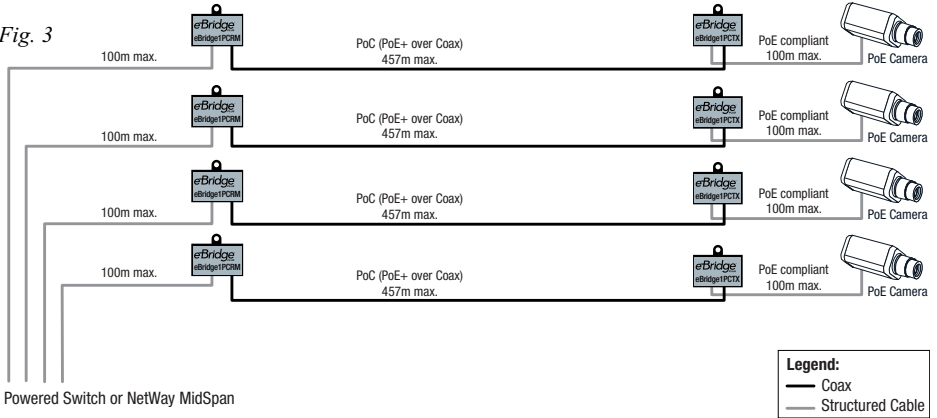 Fig. 3
100m max.
eBridge
eBridge1PCRM
PoC (PoE+ over Coax)
457m max.
eBridge
eBridge1PCTX
PoE compliant
100m max.
PoE Camera
100m max.
eBridge
eBridge1PCRM
PoC (PoE+ over Coax)
457m max.
eBridge
eBridge1PCTX
PoE compliant
100m max.
PoE Camera
100m max.
eBridge
eBridge1PCRM
PoC (PoE+ over Coax)
457m max.
eBridge
eBridge1PCTX
PoE compliant
100m max.
PoE Camera
100m max.
eBridge
eBridge1PCRM
PoC (PoE+ over Coax)
457m max.
eBridge
eBridge1PCTX
PoE compliant
100m max.
PoE Camera
Powered Switch or NetWay MidSpan
Legend:
Coax
Structured Cable